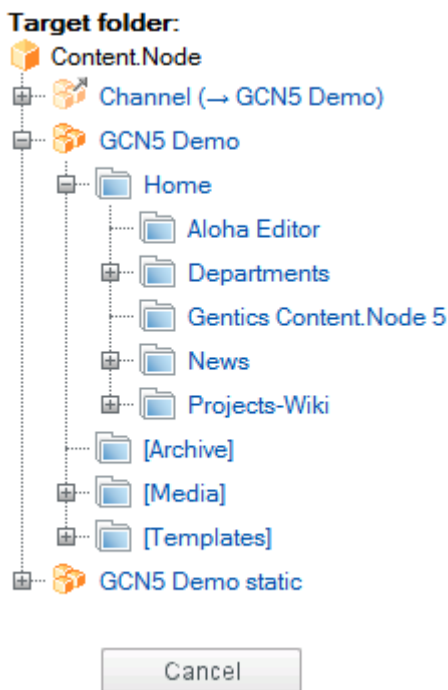 Target folder:
Content.Node
Channel (→ GCN5 Demo)
GCN5 Demo
Home
Aloha Editor
Departments
Gentics Content.Node 5
News
Projects-Wiki
[Archive]
[Media]
[Templates]
GCN5 Demo static
Cancel